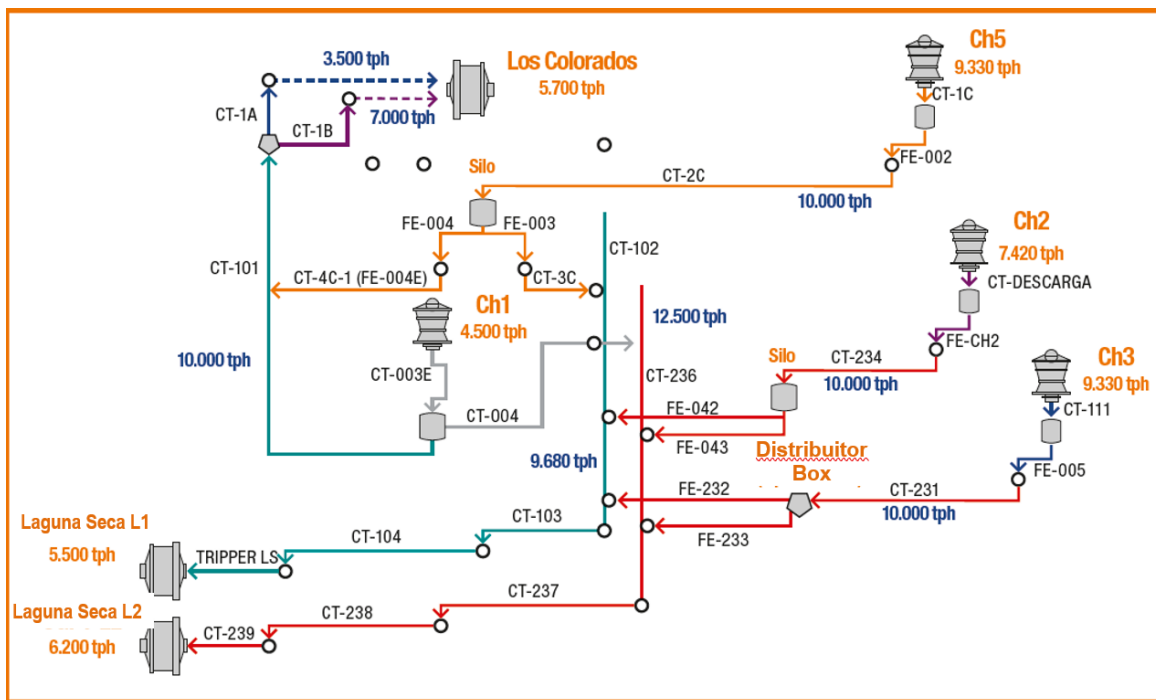 3.500 tph
Los Colorados
5.700 tph
Ch5
9.330 tph
CT-1A
CT-1B
7.000 tph
CT-1C
FE-002
Silo
CT-2C
10.000 tph
FE-004
FE-003
Ch2
7.420 tph
CT-102
CT-101
CT-4C-1 (FE-004E)
CT-3C
CT-DESCARGA
Ch1
4.500 tph
12.500 tph
FE-CH2
10.000 tph
Silo
CT-234
Ch3
9.330 tph
CT-003E
CT-236
10.000 tph
CT-004
FE-042
CT-111
FE-043
Distribuitor
Box
9.680 tph
FE-005
FE-232
CT-231
10.000 tph
Laguna Seca L1
5.500 tph
CT-103
FE-233
CT-104
TRIPPER LS
CT-237
Laguna Seca L2
6.200 tph
CT-238
CT-239